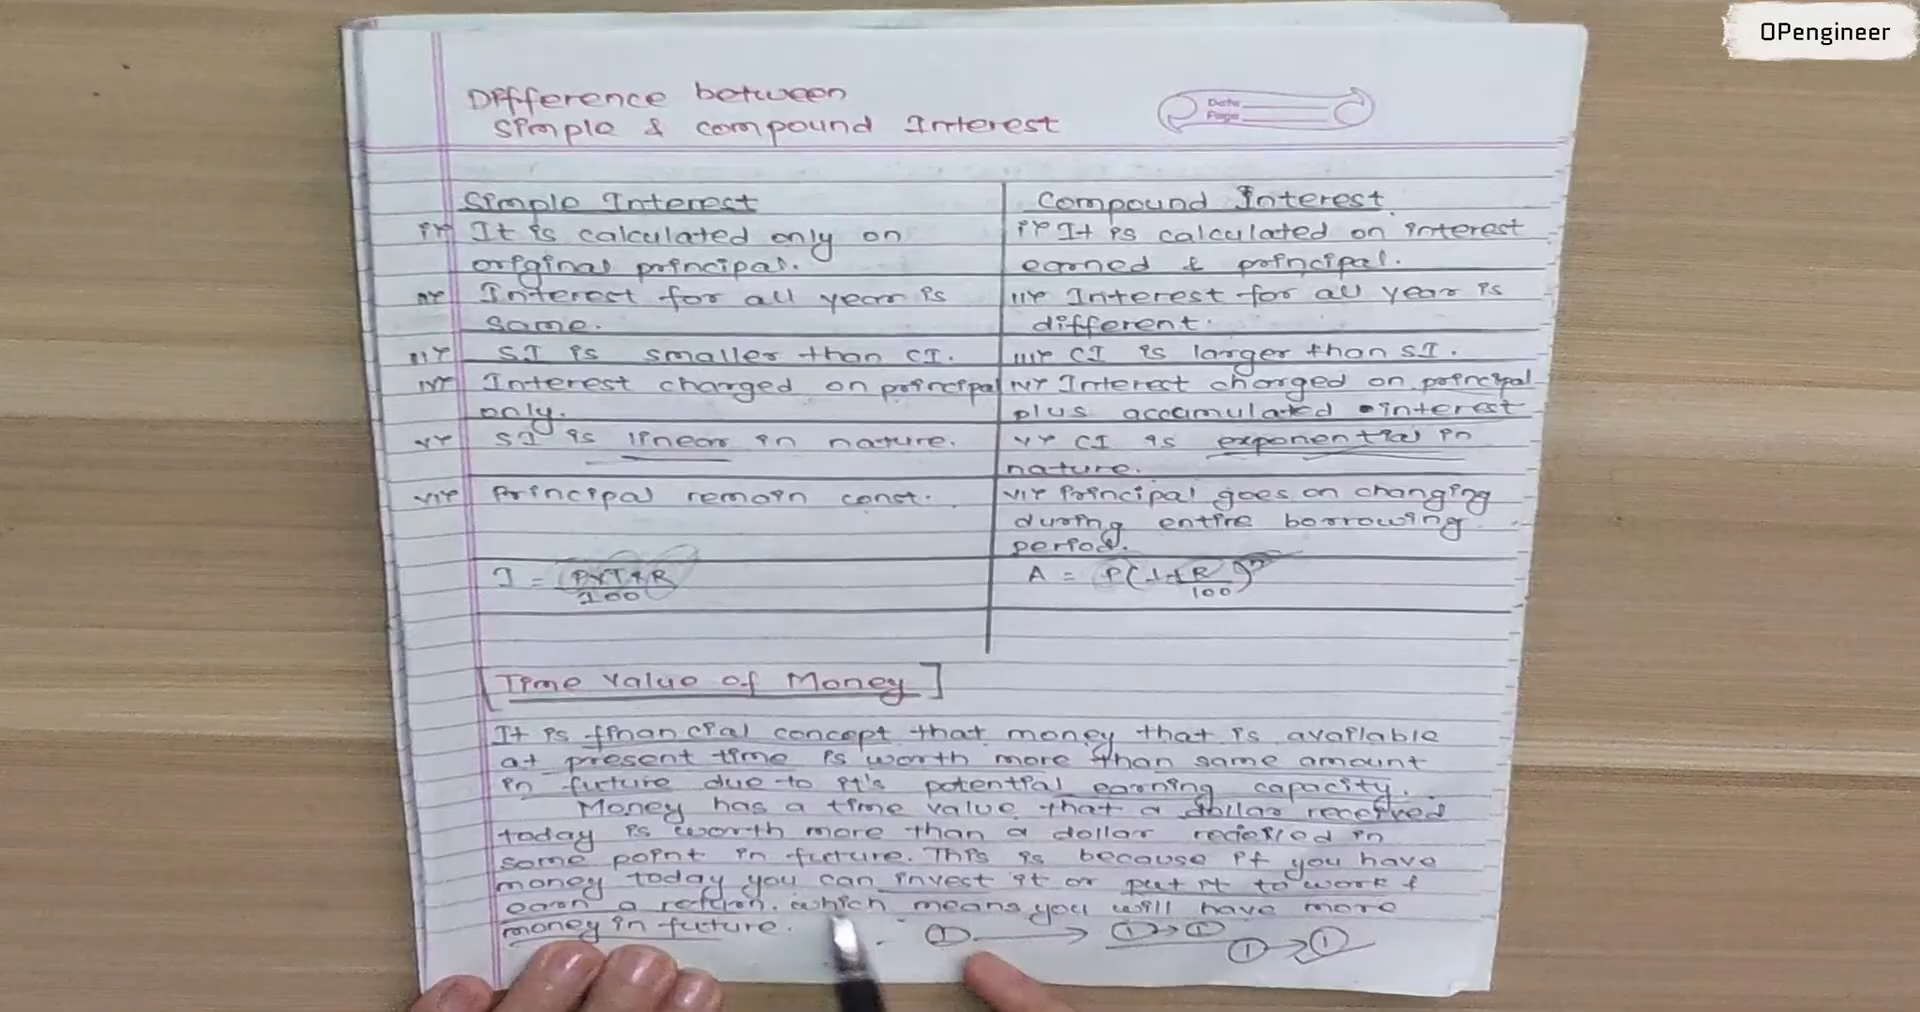 OPengineer
Difference between
Simple & compound Interest
Date
Page
Simple Interest
i) It is calculated only on
original principal.
ii) Interest for all year is
same.
iii) SI is smaller than CI.
iv) Interest charged on principal
only.
v) SI is linear in nature.
vi) Principal remain const.
I = PxTxR
100
Compound Interest
i) It is calculated on interest
earned & principal.
ii) Interest for all year is
different.
iii) CI is larger than SI.
iv) Interect charged on principal
plus accamulated interest
v) CI is exponential in
nature.
vi) Principal goes on changing
during entire borrowing
period.
A = P(1+R
100)ⁿ
[Time Value of Money]
It is financial concept that money that is available
at present time is worth more than same amount
in future due to it's potential earning capacity.
Money has a time value that a dollar received
today is worth more than a dollar in
some point in future. This is because if you have
money today you can invest it or put it to work &
earn a return. which means you will have more
money in future.
① → ①→① ①→①